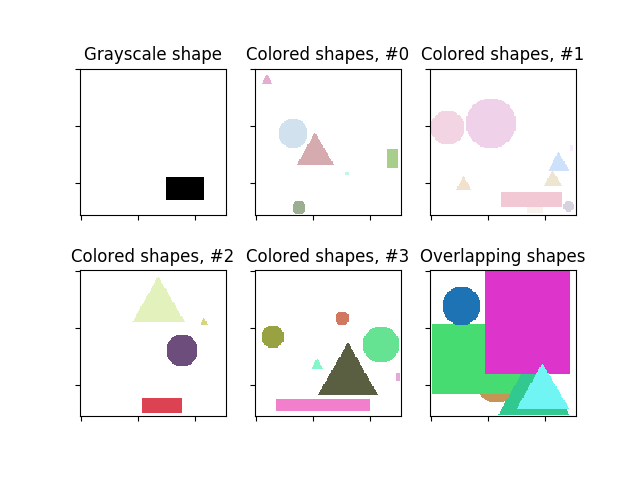 Grayscale shape
Colored shapes, #0
Colored shapes, #1
Colored shapes, #2
Colored shapes, #3
Overlapping shapes